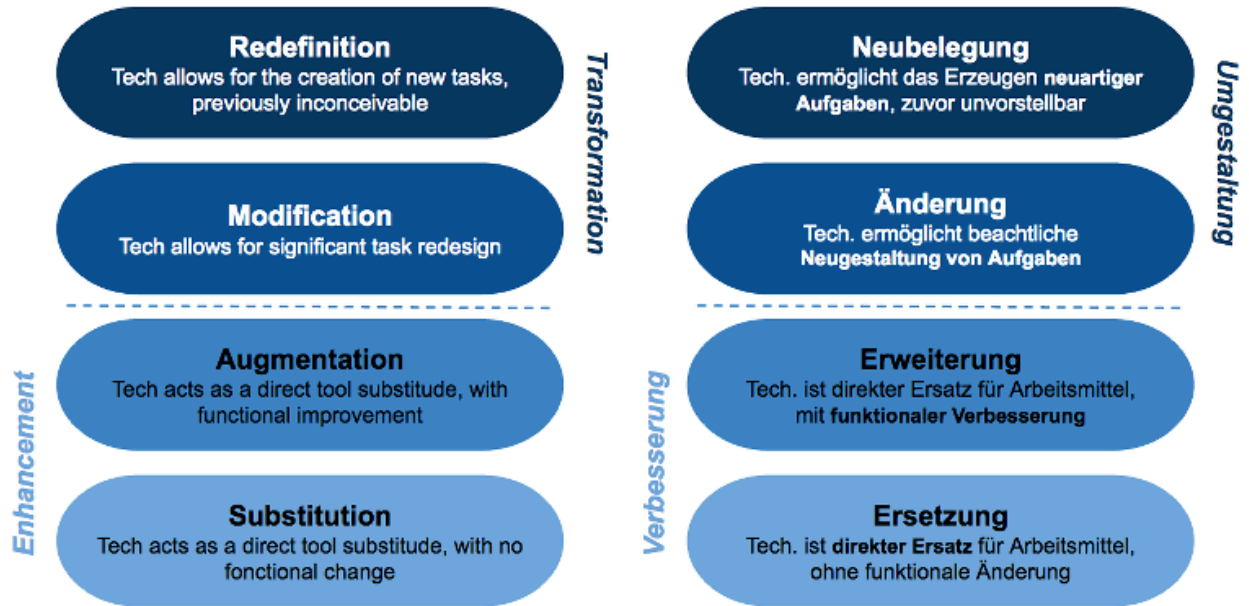 Redefinition
Tech allows for the creation of new tasks,
previously inconceivable
Modification
Tech allows for significant task redesign
Transformation
Augmentation
Tech acts as a direct tool substitude, with
functional improvement
Substitution
Tech acts as a direct tool substitude, with no
fonctional change
Enhancement
Neubelegung
Tech. ermöglicht das Erzeugen neuartiger
Aufgaben, zuvor unvorstellbar
Änderung
Tech. ermöglicht beachtliche
Neugestaltung von Aufgaben
Umgestaltung
Erweiterung
Tech. ist direkter Ersatz für Arbeitsmittel,
mit funktionaler Verbesserung
Ersetzung
Tech. ist direkter Ersatz für Arbeitsmittel,
ohne funktionale Änderung
Verbesserung